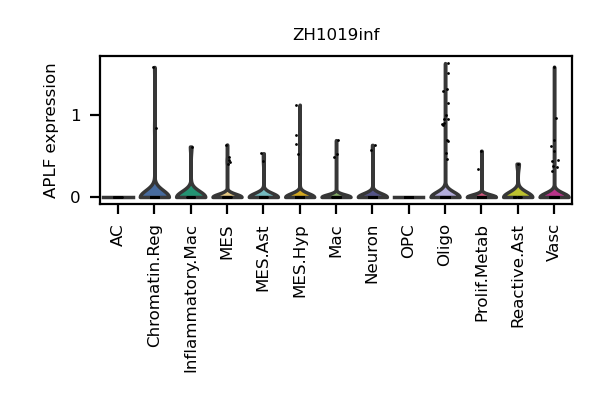 ZH1019inf
APLF expression
1
0
AC
Chromatin.Reg
Inflammatory.Mac
MES
MES.Ast
MES.Hyp
Mac
Neuron
OPC
Oligo
Prolif.Metab
Reactive.Ast
Vasc